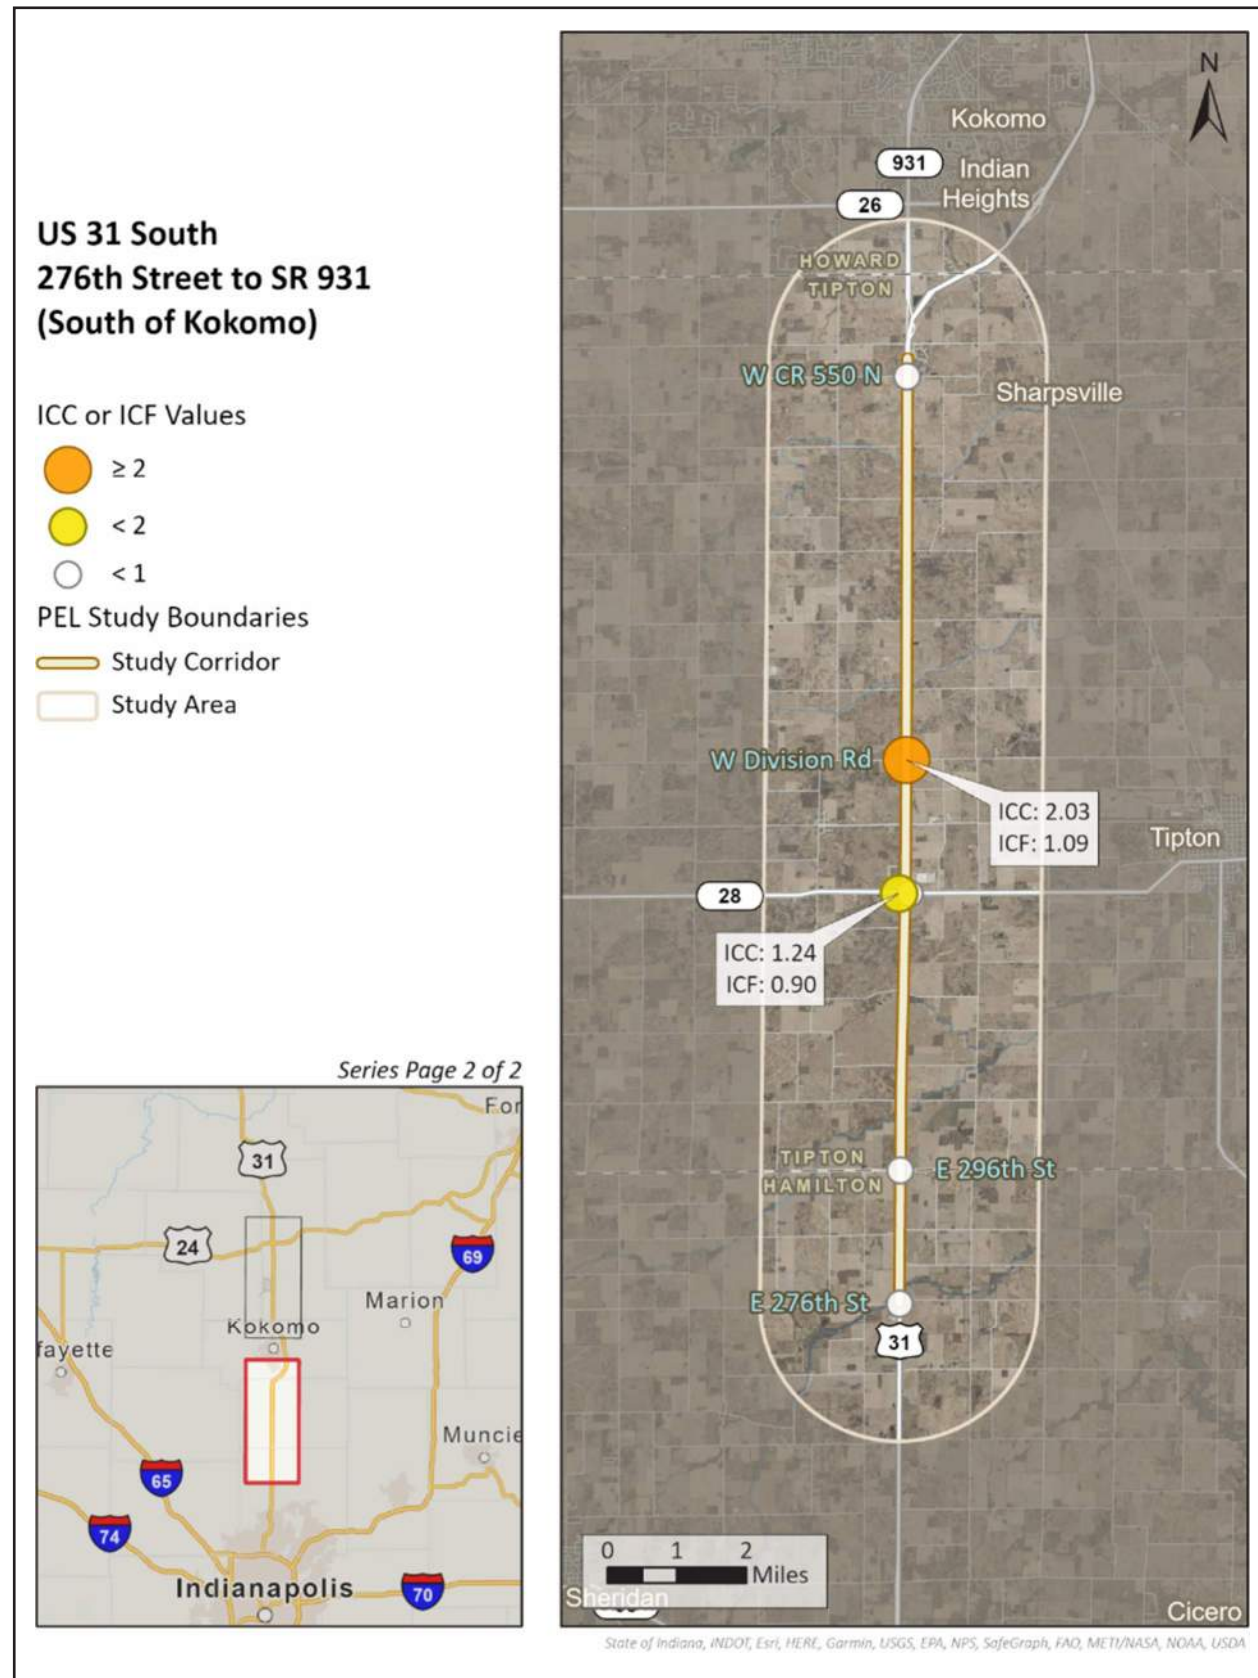 US 31 South
276th Street to SR 931
(South of Kokomo)
ICC or ICF Values
≥ 2
< 2
< 1
PEL Study Boundaries
Study Corridor
Study Area
Series Page 2 of 2
For
31
24
69
Marion
Kokomo
fayette
Muncie
65
74
Indianapolis
70
N
Kokomo
931
Indian
Heights
26
HOWARD
TIPTON
W CR 550 N
Sharpsville
W Division Rd
ICC: 2.03
ICF: 1.09
Tipton
28
ICC: 1.24
ICF: 0.90
TIPTON
HAMILTON
E 296th St
E 276th St
31
0 1 2
Miles
Sheridan
Cicero
State of Indiana, INDOT, Esri, HERE, Garmin, USGS, EPA, NPS, SafeGraph, FAO, METI/NASA, NOAA, USDA